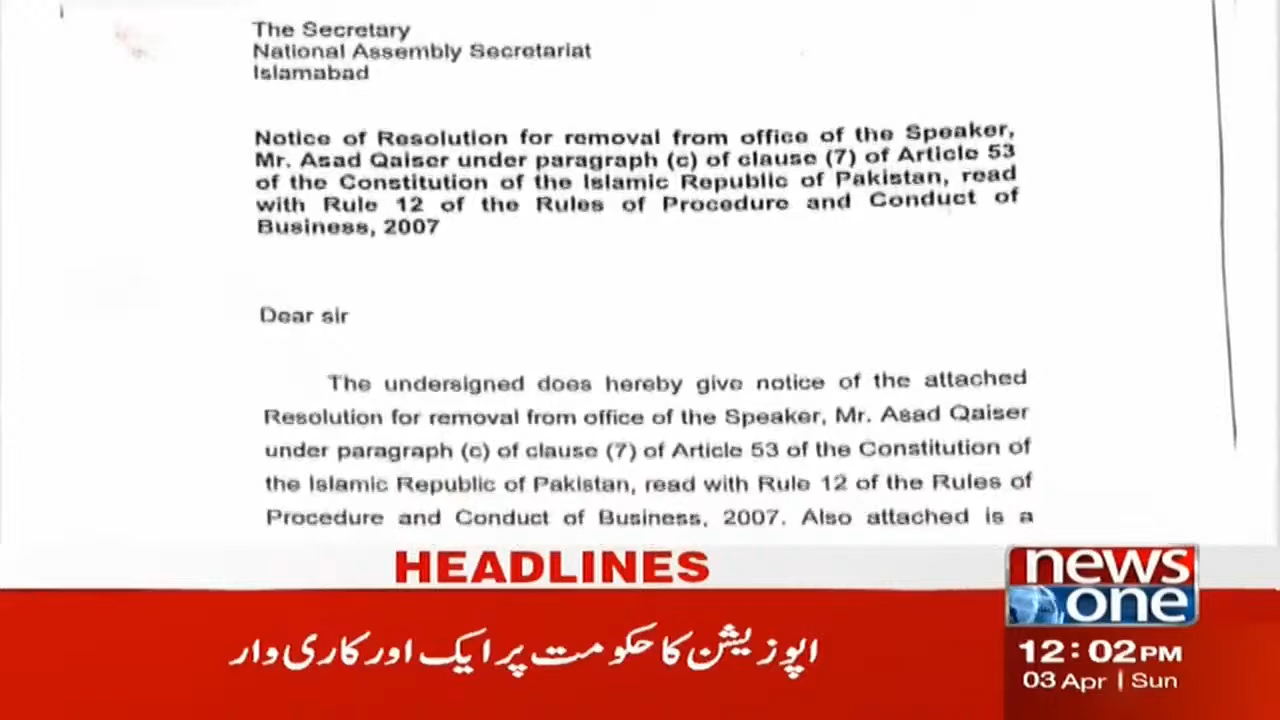 The Secretary
National Assembly Secretariat
Islamabad
Notice of Resolution for removal from office of the Speaker,
Mr. Asad Qaiser under paragraph (c) of clause (7) of Article 53
of the Constitution of the Islamic Republic of Pakistan, read
with Rule 12 of the Rules of Procedure and Conduct of
Business, 2007
Dear sir
The undersigned does hereby give notice of the attached
Resolution for removal from office of the Speaker, Mr. Asad Qaiser
under paragraph (c) of clause (7) of Article 53 of the Constitution of
the Islamic Republic of Pakistan, read with Rule 12 of the Rules of
Procedure and Conduct of Business, 2007. Also attached is a
HEADLINES
news
one
اپوزیشن کا حکومت پر ایک اور کاری وار
12:02 PM
03 Apr | Sun